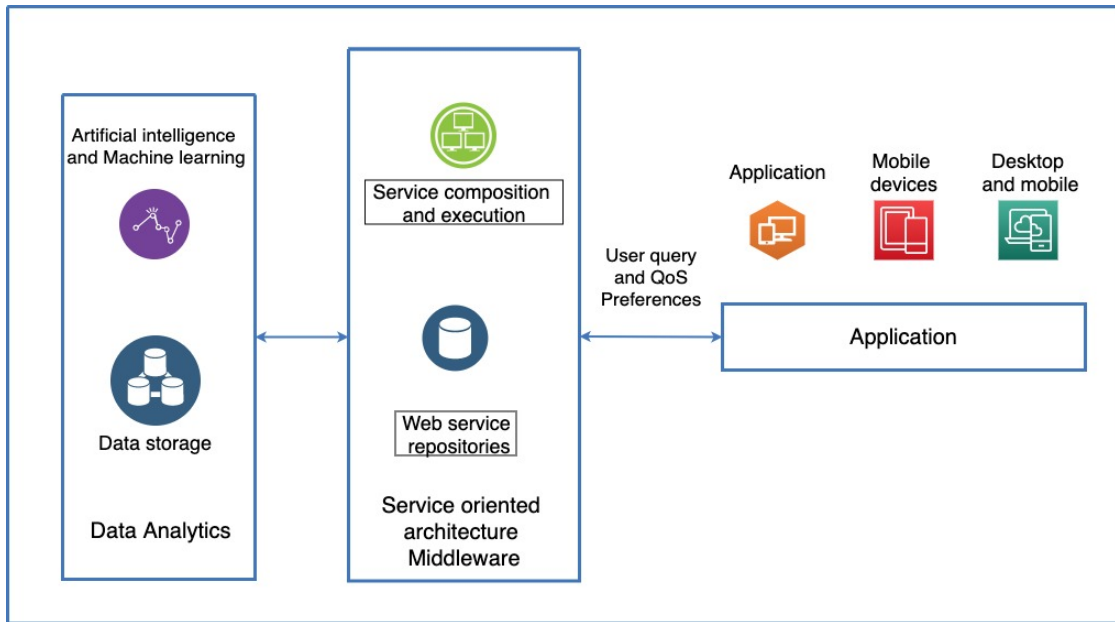 Artificial intelligence
and Machine learning
Data storage
Data Analytics
Service composition
and execution
Web service
repositories
Service oriented
architecture
Middleware
User query
and QoS
Preferences
Application
Mobile
devices
Desktop
and mobile
Application